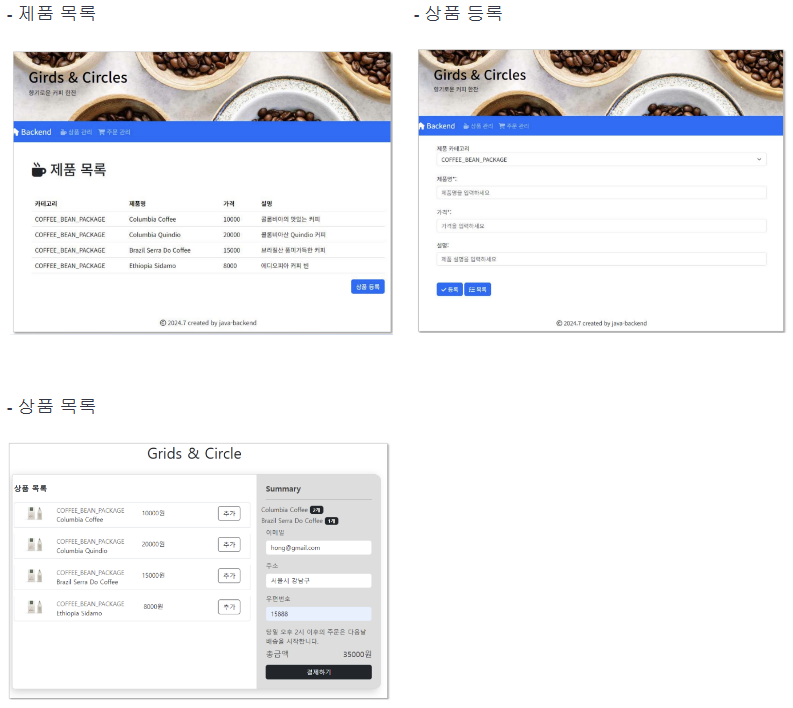 - 제품 목록
Girds & Circles
향기로운 커피 한잔
Backend 상품 관리 주문 관리
제품 목록
카테고리 제품명 가격 설명
COFFEE_BEAN_PACKAGE Columbia Coffee 10000 콜롬비아의 맛있는 커피
COFFEE_BEAN_PACKAGE Columbia Quindio 20000 콜롬비아산 Quindio 커피
COFFEE_BEAN_PACKAGE Brazil Serra Do Coffee 15000 브라질산 풍미가득한 커피
COFFEE_BEAN_PACKAGE Ethiopia Sidamo 8000 에디오피아 커피 빈
상품 등록
© 2024.7 created by java-backend
- 상품 등록
Girds & Circles
향기로운 커피 한잔
Backend 상품 관리 주문 관리
제품 카테고리
COFFEE_BEAN_PACKAGE
제품명*:
제품명을 입력하세요
가격*:
가격을 입력하세요
설명:
제품 설명을 입력하세요
등록 목록
© 2024.7 created by java-backend
- 상품 목록
Grids & Circle
상품 목록
COFFEE_BEAN_PACKAGE
Columbia Coffee
10000원 추가
COFFEE_BEAN_PACKAGE
Columbia Quindio
20000원 추가
COFFEE_BEAN_PACKAGE
Brazil Serra Do Coffee
15000원 추가
COFFEE_BEAN_PACKAGE
Ethiopia Sidamo
8000원 추가
Summary
Columbia Coffee 2개
Brazil Serra Do Coffee 1개
이메일
hong@gmail.com
주소
서울시 강남구
우편번호
15888
당일 오후 2시 이후의 주문은 다음날
배송을 시작합니다.
총금액 35000원
결제하기